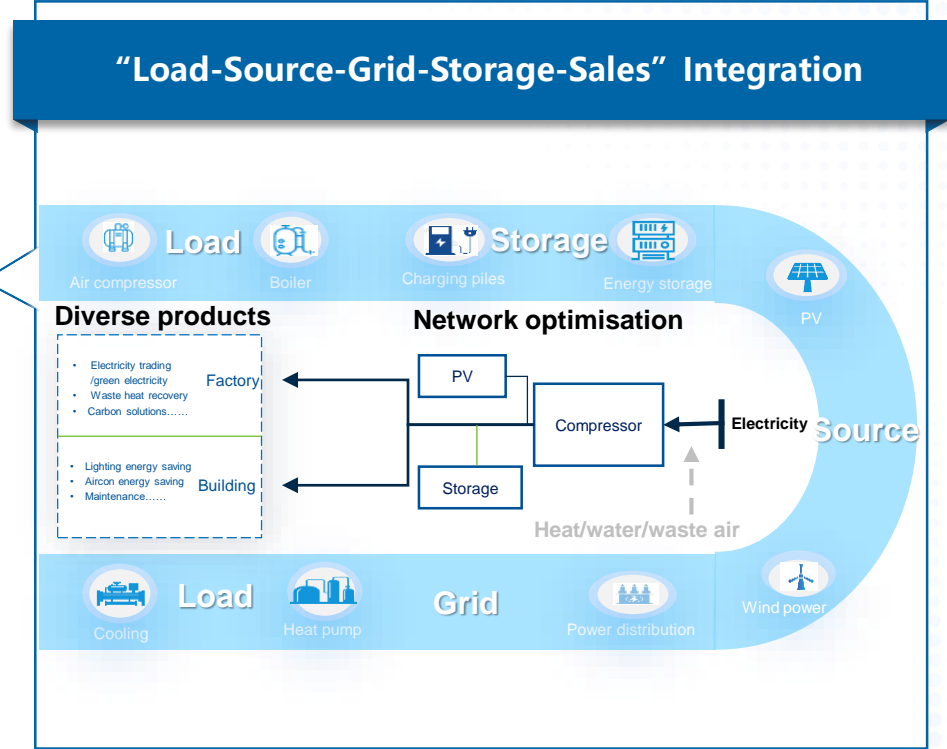 “Load-Source-Grid-Storage-Sales” Integration
Load
Storage
Air compressor
Boiler
Charging piles
Energy storage
PV
Diverse products
Network optimisation
• Electricity trading
/green electricity
• Waste heat recovery
• Carbon solutions......
Factory
• Lighting energy saving
• Aircon energy saving
• Maintenance......
Building
PV
Compressor
Storage
Electricity
Source
Heat/water/waste air
Load
Grid
Cooling
Heat pump
Power distribution
Wind power